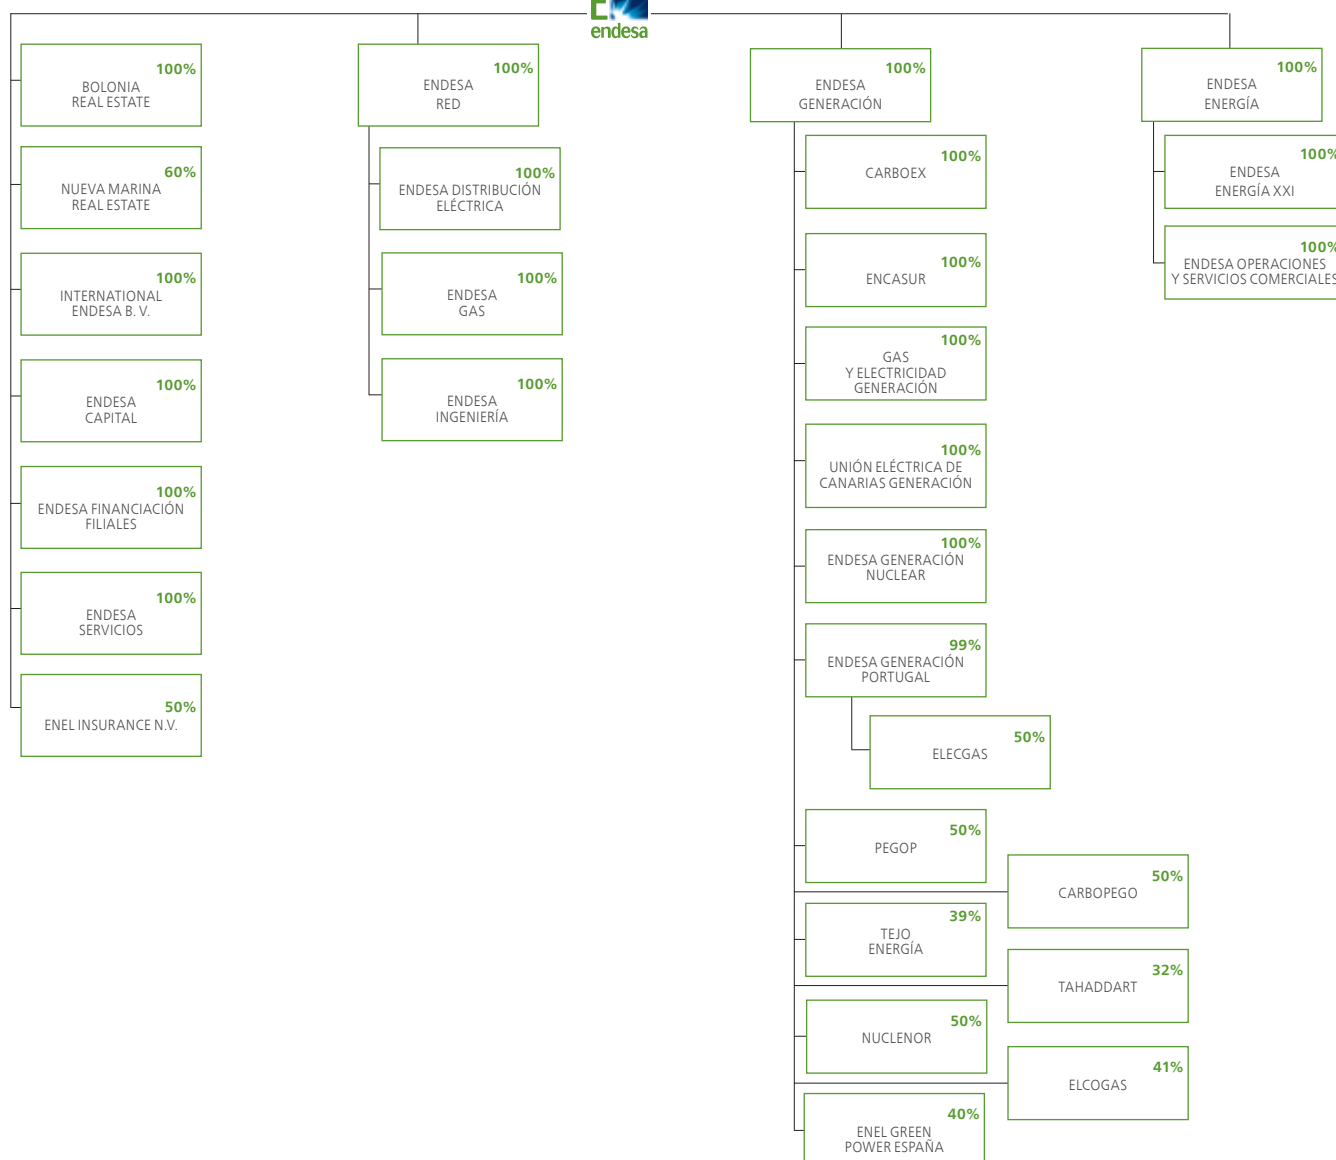 endesa
100%
BOLONIA
REAL ESTATE
60%
NUEVA MARINA
REAL ESTATE
100%
INTERNATIONAL
ENDESA B. V.
100%
ENDESA
CAPITAL
100%
ENDESA FINANCIACIÓN
FILIALES
100%
ENDESA
SERVICIOS
50%
ENEL INSURANCE N.V.
100%
ENDESA
RED
100%
ENDESA DISTRIBUCIÓN
ELÉCTRICA
100%
ENDESA
GAS
100%
ENDESA
INGENIERÍA
100%
ENDESA
GENERACIÓN
100%
CARBOEX
100%
ENCASUR
100%
GAS
Y ELECTRICIDAD
GENERACIÓN
100%
UNIÓN ELÉCTRICA DE
CANARIAS GENERACIÓN
100%
ENDESA GENERACIÓN
NUCLEAR
99%
ENDESA GENERACIÓN
PORTUGAL
50%
ELECGAS
50%
PEGOP
50%
CARBOPEGO
39%
TEJO
ENERGÍA
32%
TAHADDART
50%
NUCLENOR
41%
ELCOGAS
40%
ENEL GREEN
POWER ESPAÑA
100%
ENDESA
ENERGÍA
100%
ENDESA
ENERGÍA XXI
100%
ENDESA OPERACIONES
Y SERVICIOS COMERCIALES